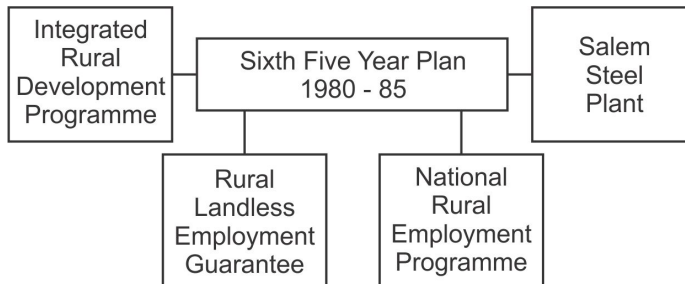 Integrated
Rural
Development
Programme
Sixth Five Year Plan
1980 - 85
Salem
Steel
Plant
Rural
Landless
Employment
Guarantee
National
Rural
Employment
Programme